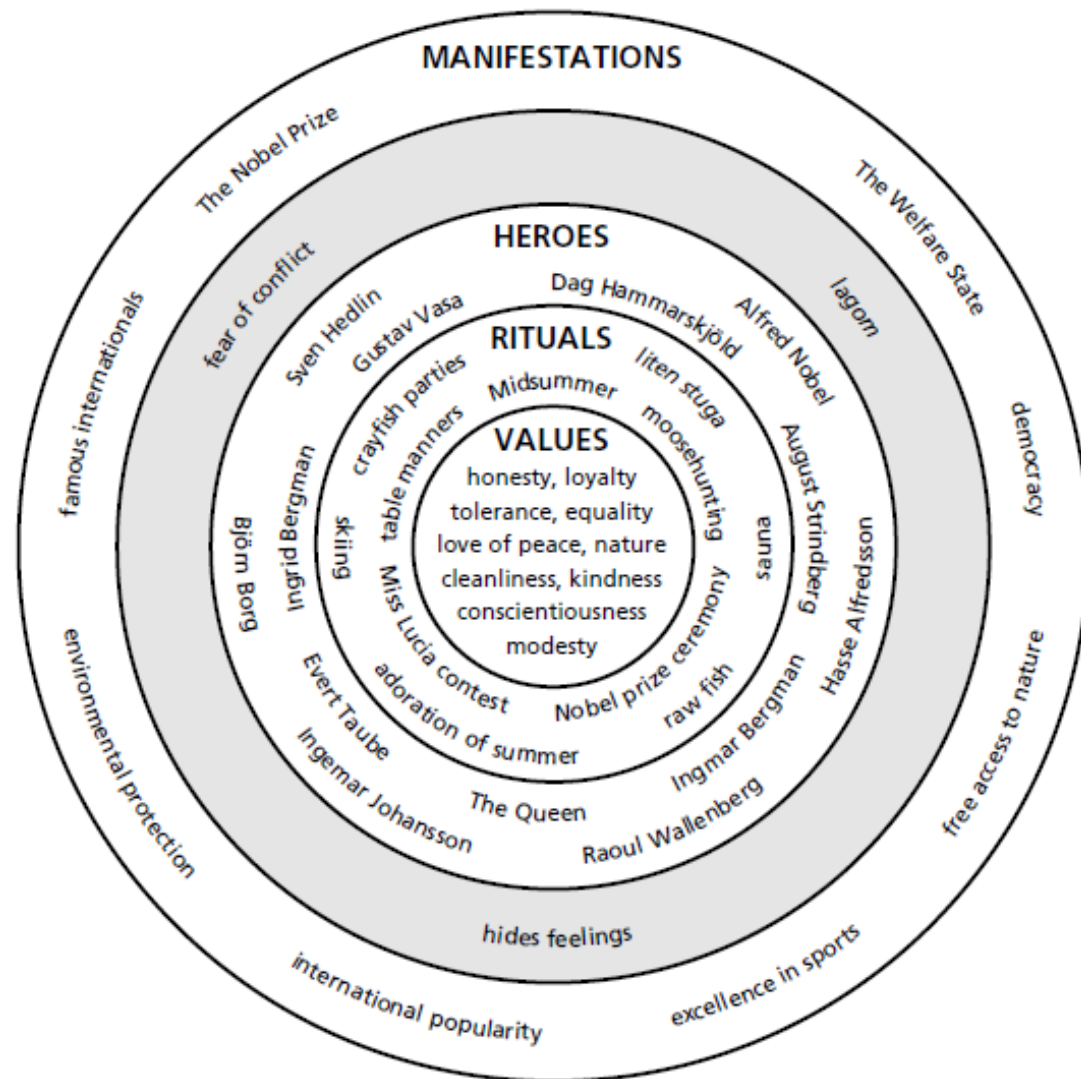 MANIFESTATIONS
The Nobel Prize
The Welfare State
famous internationals
democracy
environmental protection
free access to nature
international popularity
excellence in sports
fear of conflict
lagom
hides feelings
HEROES
Sven Hedlin
Gustav Vasa
Dag Hammarskjöld
Alfred Nobel
Björn Borg
Ingrid Bergman
August Strindberg
Hasse Alfredsson
Evert Taube
Ingemar Johansson
The Queen
Ingmar Bergman
Raoul Wallenberg
RITUALS
crayfish parties
Midsummer
liten stuga
table manners
moosehunting
skiing
sauna
Miss Lucia contest
Nobel prize ceremony
adoration of summer
raw fish
VALUES
honesty, loyalty
tolerance, equality
love of peace, nature
cleanliness, kindness
conscientiousness
modesty